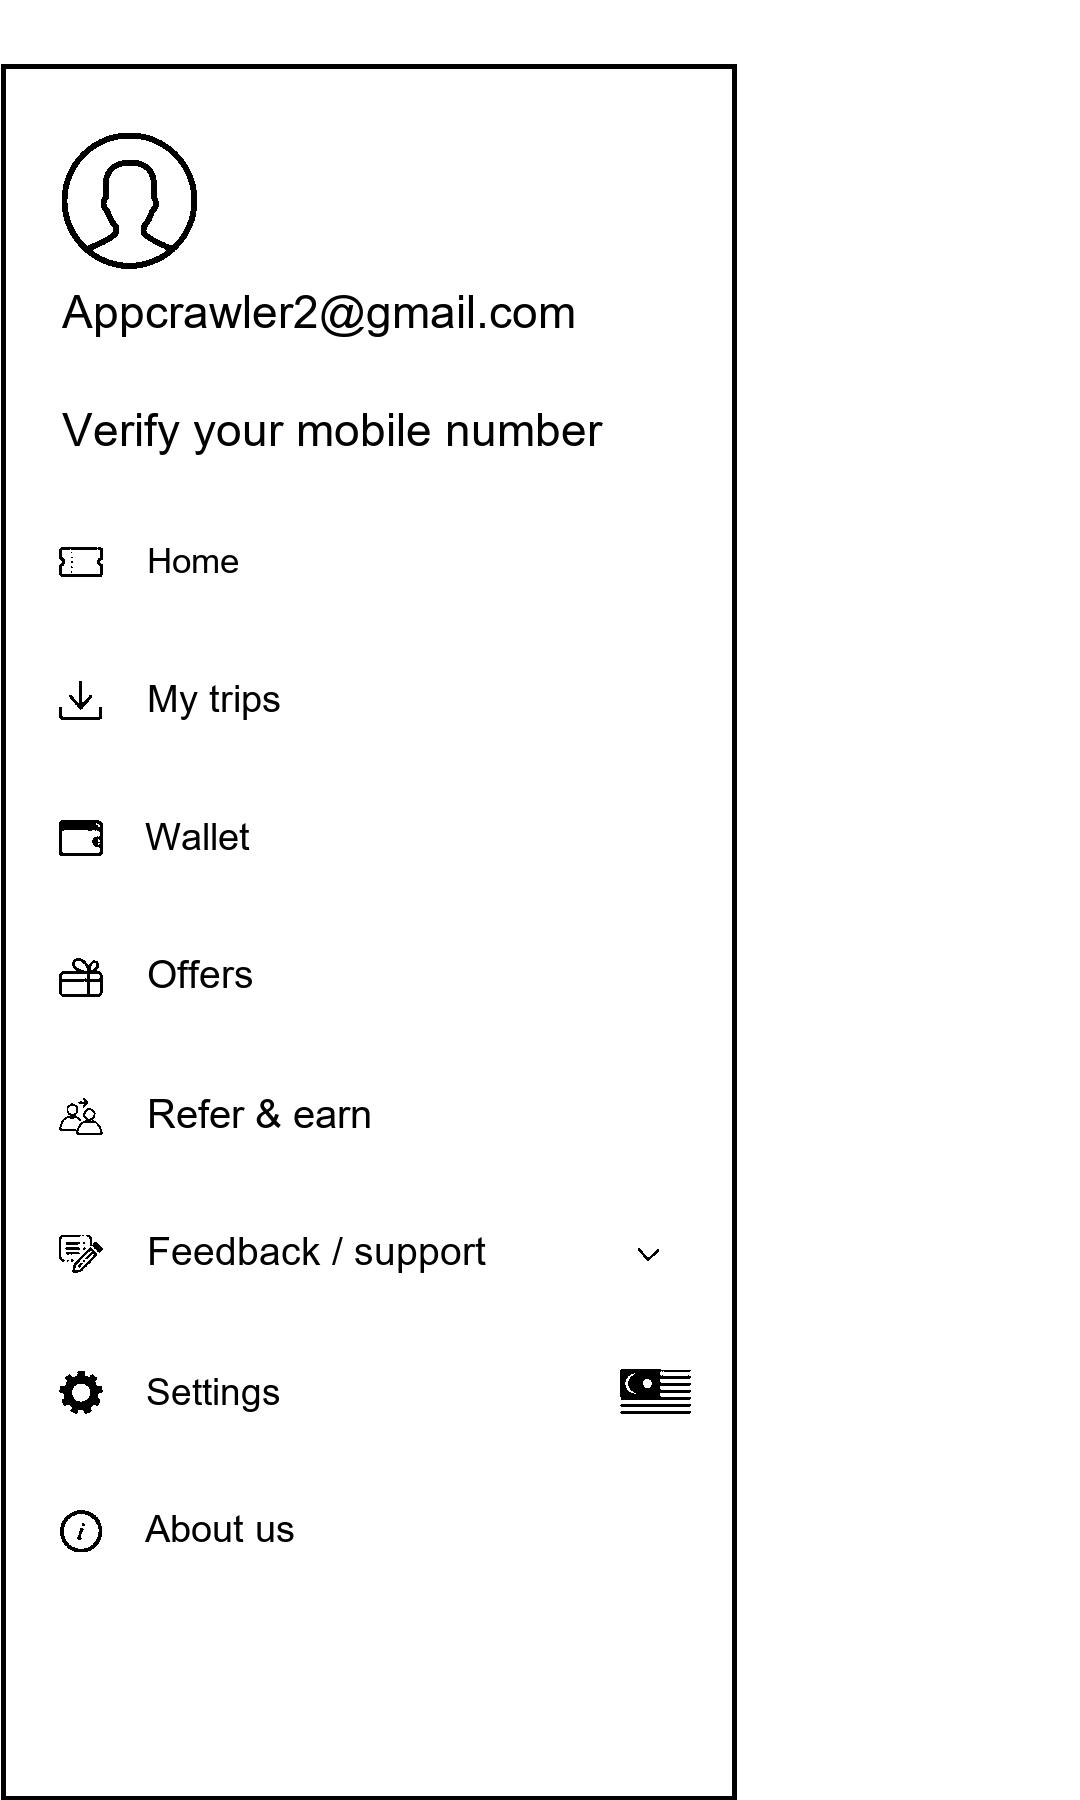 Appcrawler2@gmail.com
Verify your mobile number
Home
My trips
Wallet
Offers
Refer & earn
Feedback / support
Settings
About us